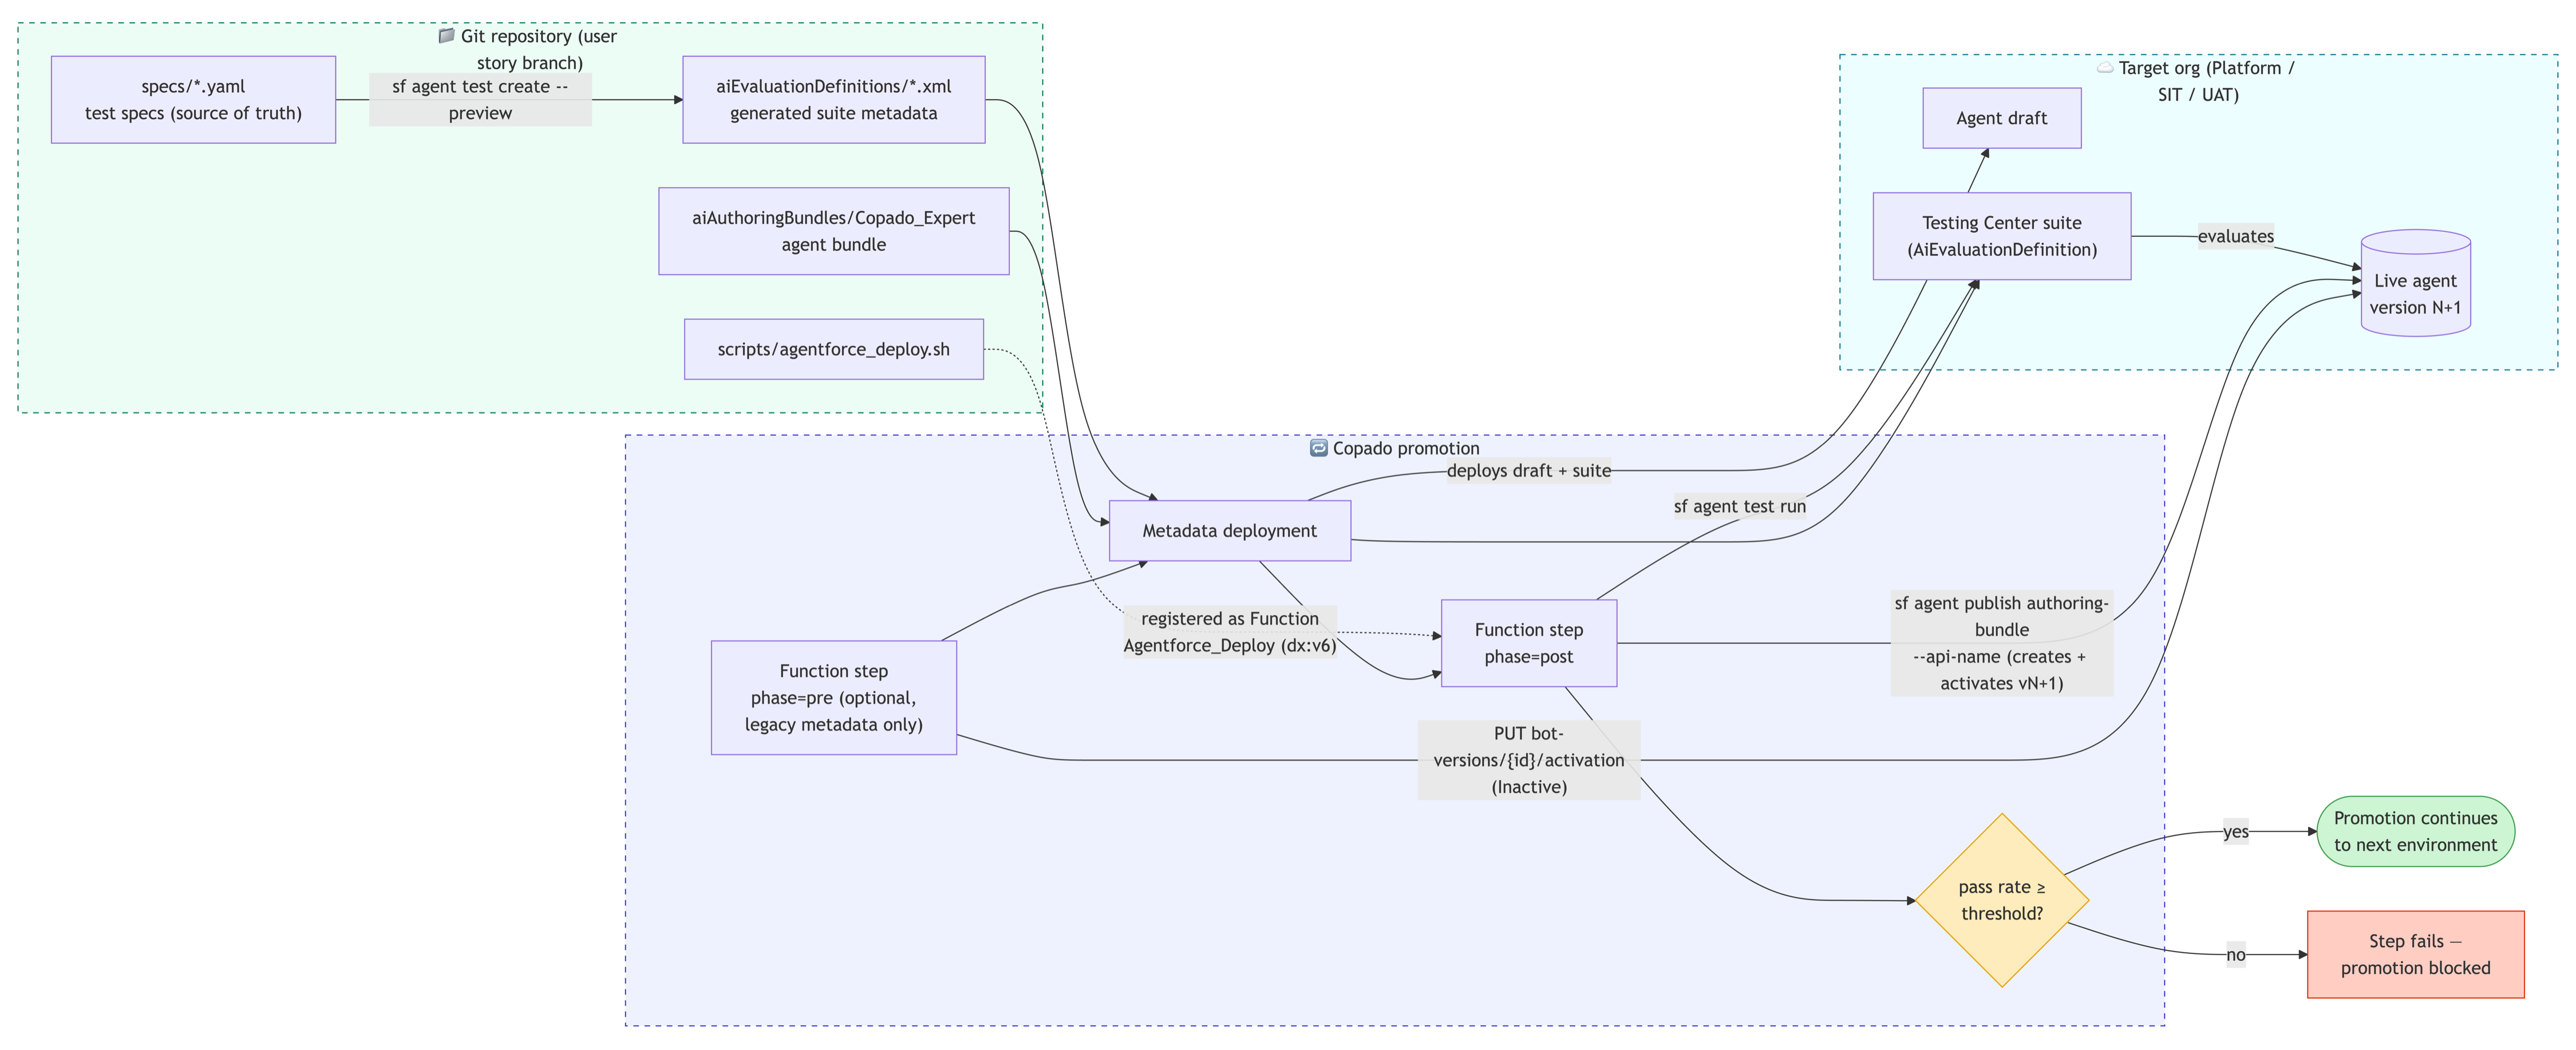 📁 Git repository (user
story branch)
specs/*.yaml
test specs (source of truth)
sf agent test create --
preview
aiEvaluationDefinitions/*.xml
generated suite metadata
aiAuthoringBundles/Copado_Expert
agent bundle
scripts/agentforce_deploy.sh
☁️ Target org (Platform /
SIT / UAT)
Agent draft
Testing Center suite
(AiEvaluationDefinition)
evaluates
Live agent
version N+1
🔁 Copado promotion
deploys draft + suite
sf agent test run
Metadata deployment
registered as Function
Agentforce_Deploy (dx:v6)
Function step
phase=post
sf agent publish authoring-
bundle
--api-name (creates +
activates vN+1)
Function step
phase=pre (optional,
legacy metadata only)
PUT bot-
versions/{id}/activation
(Inactive)
pass rate ≥
threshold?
yes
Promotion continues
to next environment
no
Step fails —
promotion blocked